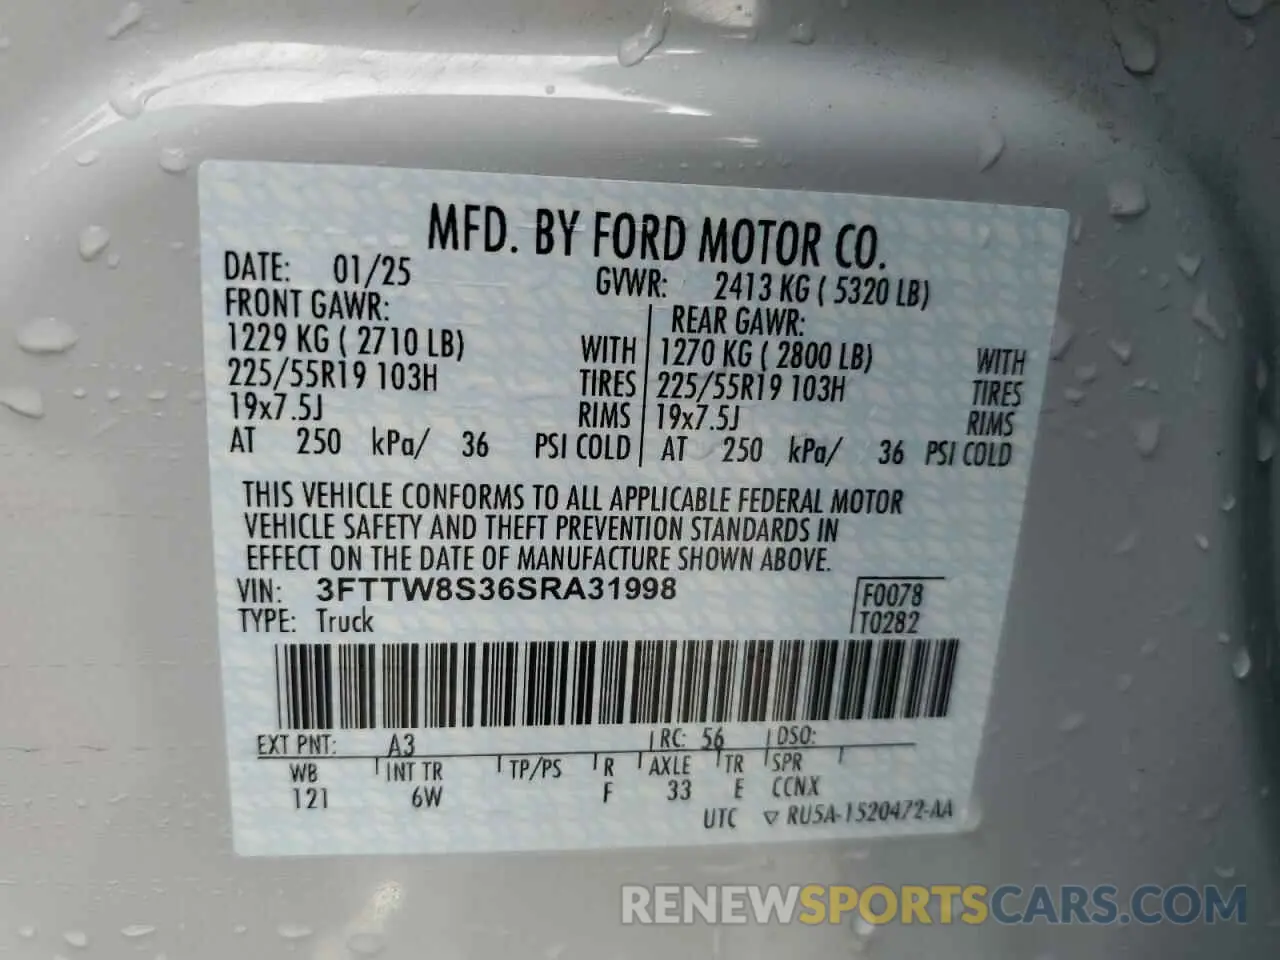 MFD. BY FORD MOTOR CO.
DATE: 01/25 GVWR: 2413 KG ( 5320 LB)
FRONT GAWR: REAR GAWR:
1229 KG ( 2710 LB) WITH 1270 KG ( 2800 LB) WITH
225/55R19 103H TIRES 225/55R19 103H TIRES
19x7.5J RIMS 19x7.5J RIMS
AT 250 kPa/ 36 PSI COLD AT 250 kPa/ 36 PSI COLD
THIS VEHICLE CONFORMS TO ALL APPLICABLE FEDERAL MOTOR
VEHICLE SAFETY AND THEFT PREVENTION STANDARDS IN
EFFECT ON THE DATE OF MANUFACTURE SHOWN ABOVE.
VIN: 3FTTW8S36SRA31998 F0078
TYPE: Truck T0282
EXT PNT: A3 RC: 56 DSO:
WB INT TR TP/PS R AXLE TR SPR
121 6W F 33 E CCNX
UTC ▽ RU5A-1520472-AA
RENEWSPORTSCARS.COM